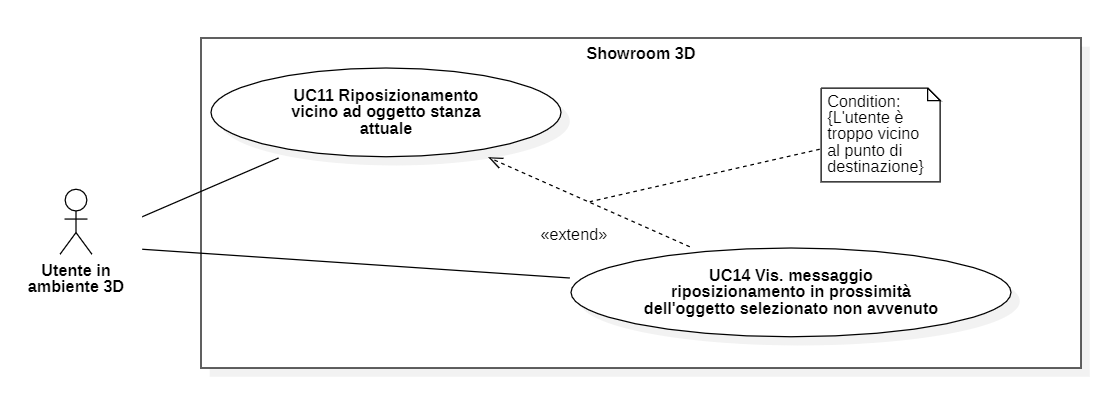 Showroom 3D
UC11 Riposizionamento
vicino ad oggetto stanza
attuale
Condition:
{L'utente è
troppo vicino
al punto di
destinazione}
«extend»
Utente in
ambiente 3D
UC14 Vis. messaggio
riposizionamento in prossimità
dell'oggetto selezionato non avvenuto